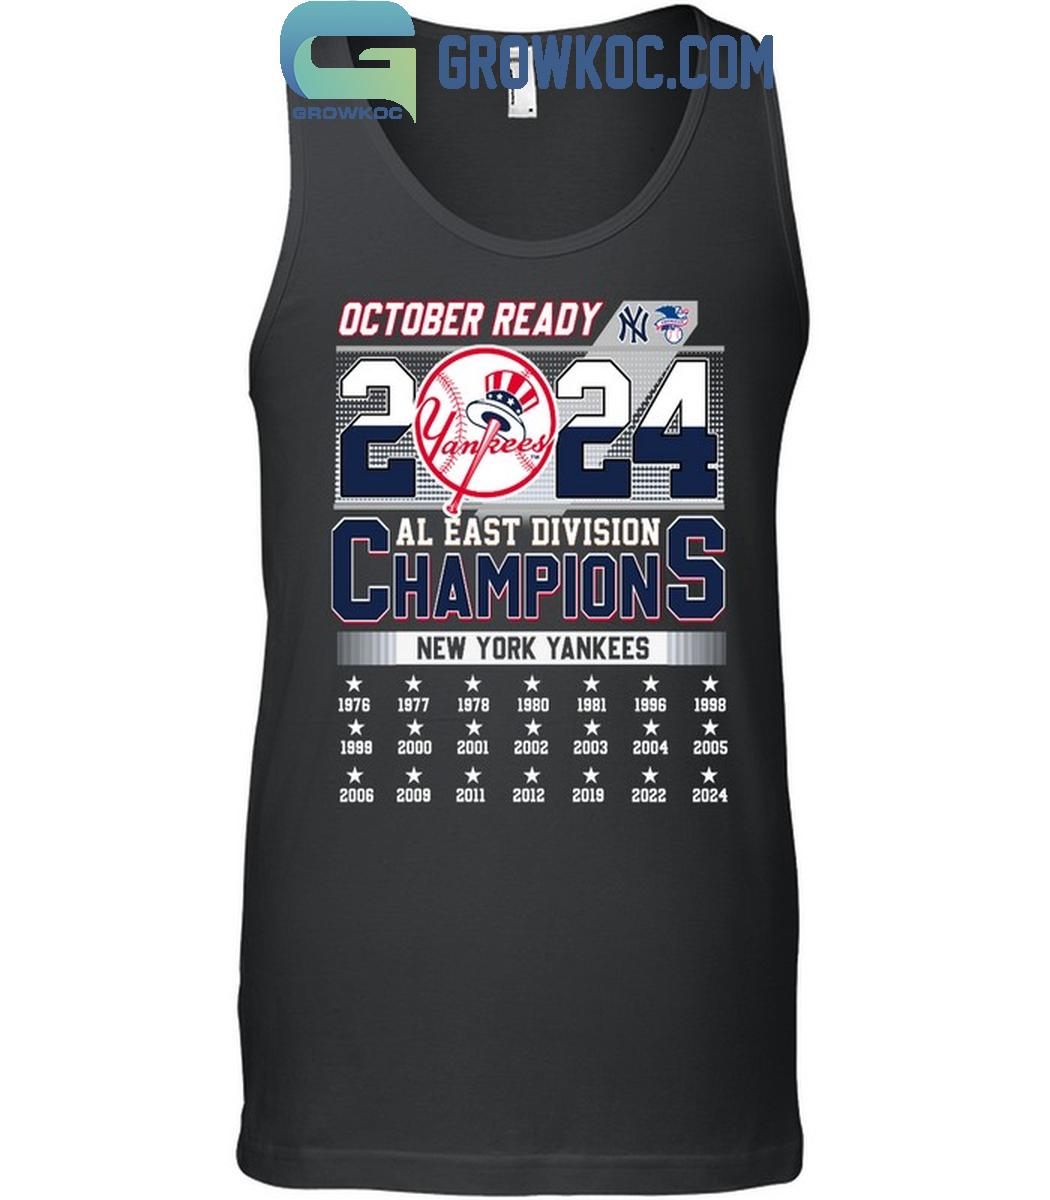 GROWKOC.COM
GROWKOC
OCTOBER READY
NY
2024
Yankees
TM
AL EAST DIVISION
CHAMPIONS
NEW YORK YANKEES
1976 1977 1978 1980 1981 1996 1998
1999 2000 2001 2002 2003 2004 2005
2006 2009 2011 2012 2019 2022 2024